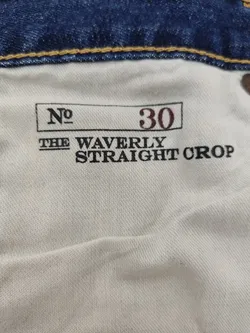 Nº 30
THE WAVERLY
STRAIGHT CROP